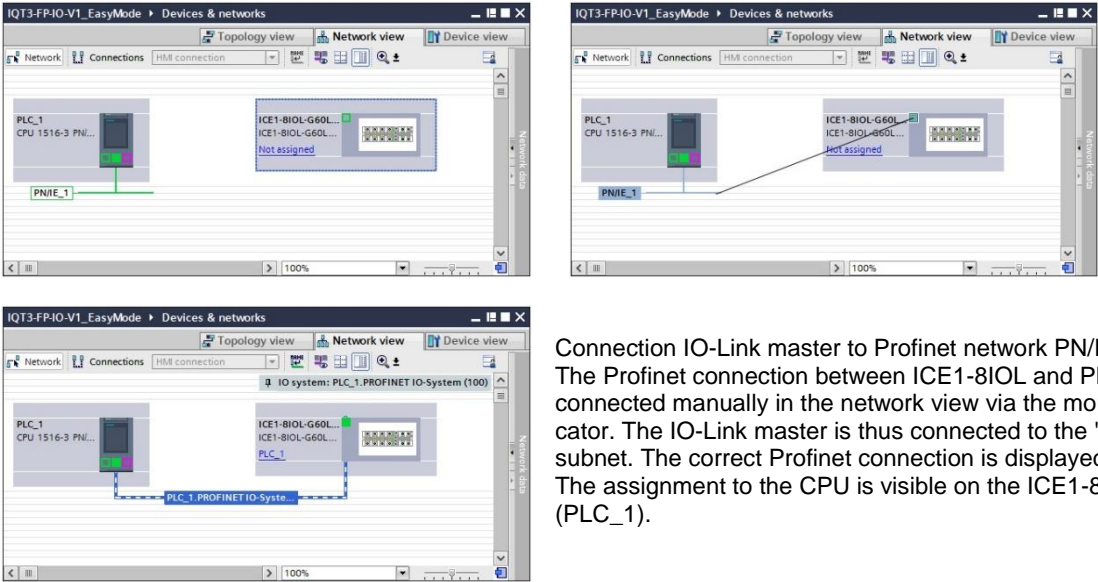 IQT3-FP-IO-V1_EasyMode ▸ Devices & networks
Topology view Network view Device view
Network Connections HMI connection
PLC_1
CPU 1516-3 PN/...
ICE1-8IOL-G60L...
ICE1-8IOL-G60L...
Not assigned
PN/IE_1
100%
Network data
IQT3-FP-IO-V1_EasyMode ▸ Devices & networks
Topology view Network view Device view
Network Connections HMI connection
PLC_1
CPU 1516-3 PN/...
ICE1-8IOL-G60L...
ICE1-8IOL-G60L...
Not assigned
PN/IE_1
100%
Network data
IQT3-FP-IO-V1_EasyMode ▸ Devices & networks
Topology view Network view Device view
Network Connections HMI connection
IO system: PLC_1.PROFINET IO-System (100)
PLC_1
CPU 1516-3 PN/...
ICE1-8IOL-G60L...
ICE1-8IOL-G60L...
PLC_1
PLC_1.PROFINET IO-Syste...
100%
Network data
Connection IO-Link master to Profinet network PN/
The Profinet connection between ICE1-8IOL and
connected manually in the network view via the mo
cator. The IO-Link master is thus connected to the "
subnet. The correct Profinet connection is displayed
The assignment to the CPU is visible on the ICE1-8
(PLC_1).